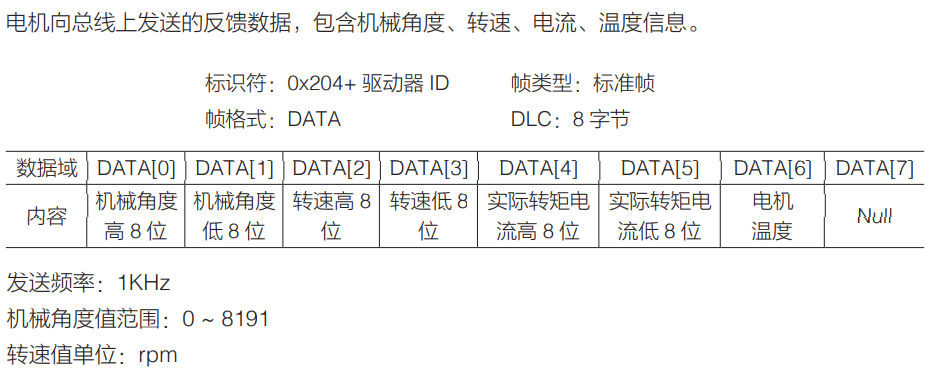 电机向总线上发送的反馈数据，包含机械角度、转速、电流、温度信息。
标识符：0x204+ 驱动器 ID 帧类型：标准帧
帧格式：DATA DLC：8 字节
数据域 DATA[0] DATA[1] DATA[2] DATA[3] DATA[4] DATA[5] DATA[6] DATA[7]
内容 机械角度高 8 位 机械角度低 8 位 转速高 8 位 转速低 8 位 实际转矩电流高 8 位 实际转矩电流低 8 位 电机温度 Null
发送频率：1KHz
机械角度值范围：0 ~ 8191
转速值单位：rpm